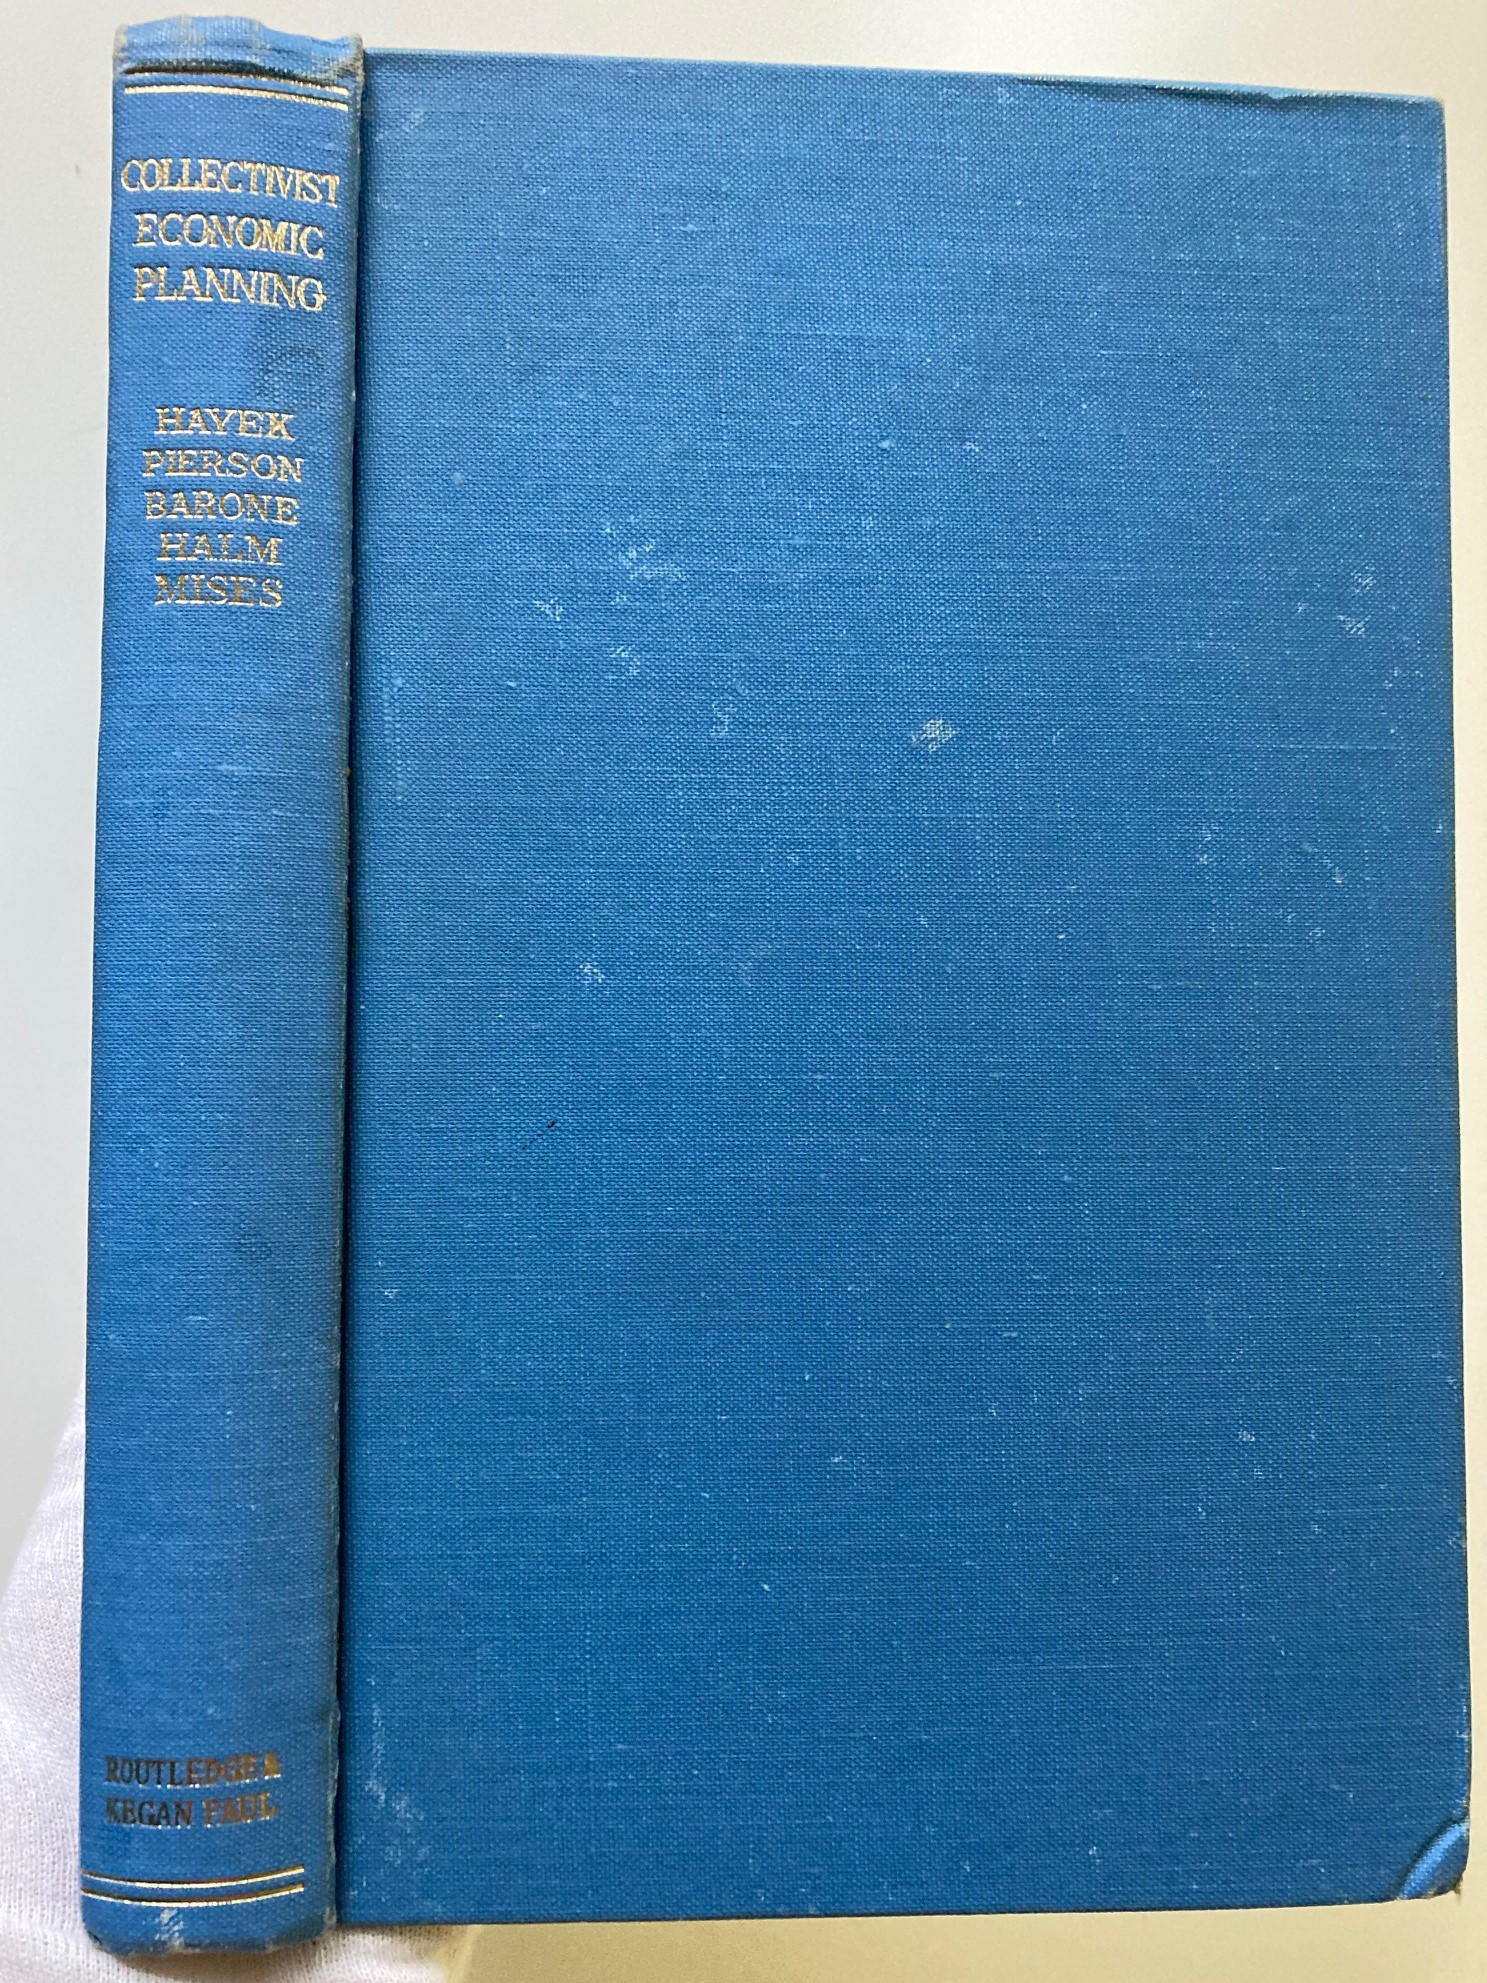 COLLECTIVIST
ECONOMIC
PLANNING
HAYEK
PIERSON
BARONE
HALM
MISES
ROUTLEDGE &
KEGAN PAUL